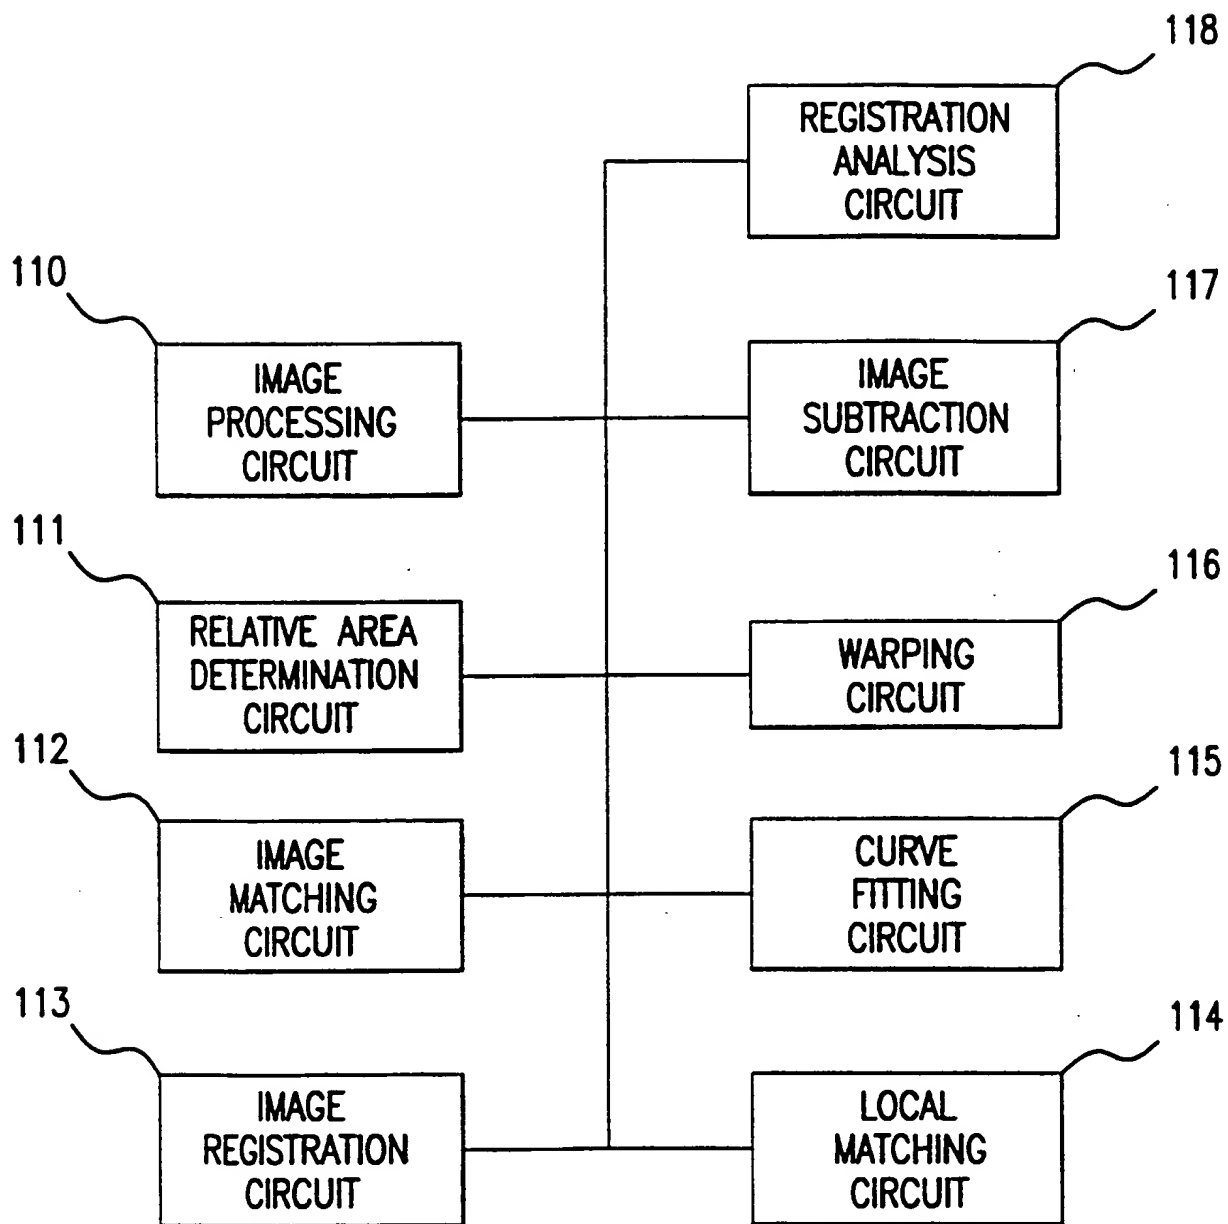 118
REGISTRATION
ANALYSIS
CIRCUIT
110
IMAGE
PROCESSING
CIRCUIT
117
IMAGE
SUBTRACTION
CIRCUIT
111
RELATIVE AREA
DETERMINATION
CIRCUIT
116
WARPING
CIRCUIT
112
IMAGE
MATCHING
CIRCUIT
115
CURVE
FITTING
CIRCUIT
113
IMAGE
REGISTRATION
CIRCUIT
114
LOCAL
MATCHING
CIRCUIT